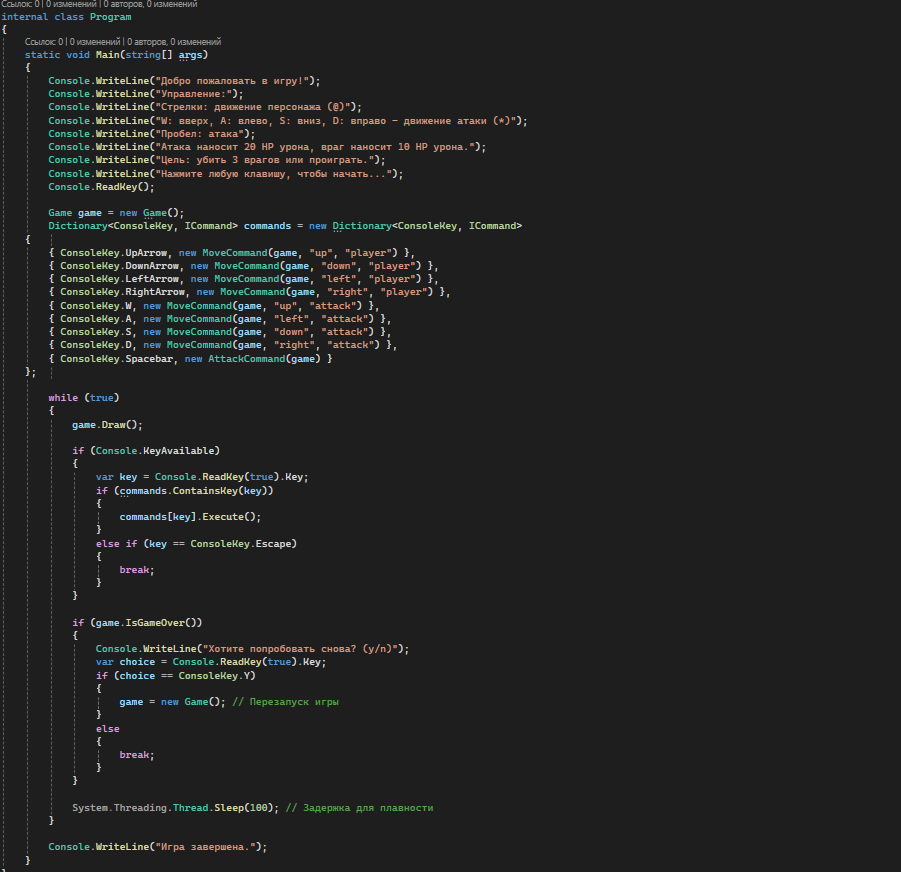 Ссылок: 0 | 0 изменений | 0 авторов, 0 изменений
internal class Program
{
Ссылок: 0 | 0 изменений | 0 авторов, 0 изменений
static void Main(string[] args)
{
Console.WriteLine("Добро пожаловать в игру!");
Console.WriteLine("Управление:");
Console.WriteLine("Стрелки: движение персонажа (@)");
Console.WriteLine("W: вверх, A: влево, S: вниз, D: вправо - движение атаки (*)");
Console.WriteLine("Пробел: атака");
Console.WriteLine("Атака наносит 20 HP урона, враг наносит 10 HP урона.");
Console.WriteLine("Цель: убить 3 врагов или проиграть.");
Console.WriteLine("Нажмите любую клавишу, чтобы начать...");
Console.ReadKey();
Game game = new Game();
Dictionary<ConsoleKey, ICommand> commands = new Dictionary<ConsoleKey, ICommand>
{
{ ConsoleKey.UpArrow, new MoveCommand(game, "up", "player") },
{ ConsoleKey.DownArrow, new MoveCommand(game, "down", "player") },
{ ConsoleKey.LeftArrow, new MoveCommand(game, "left", "player") },
{ ConsoleKey.RightArrow, new MoveCommand(game, "right", "player") },
{ ConsoleKey.W, new MoveCommand(game, "up", "attack") },
{ ConsoleKey.A, new MoveCommand(game, "left", "attack") },
{ ConsoleKey.S, new MoveCommand(game, "down", "attack") },
{ ConsoleKey.D, new MoveCommand(game, "right", "attack") },
{ ConsoleKey.Spacebar, new AttackCommand(game) }
};
while (true)
{
game.Draw();
if (Console.KeyAvailable)
{
var key = Console.ReadKey(true).Key;
if (commands.ContainsKey(key))
{
commands[key].Execute();
}
else if (key == ConsoleKey.Escape)
{
break;
}
}
if (game.IsGameOver())
{
Console.WriteLine("Хотите попробовать снова? (y/n)");
var choice = Console.ReadKey(true).Key;
if (choice == ConsoleKey.Y)
{
game = new Game(); // Перезапуск игры
}
else
{
break;
}
}
System.Threading.Thread.Sleep(100); // Задержка для плавности
}
Console.WriteLine("Игра завершена.");
}
}